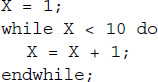 X = 1;
while X < 10 do
  X = X + 1;
endwhile;